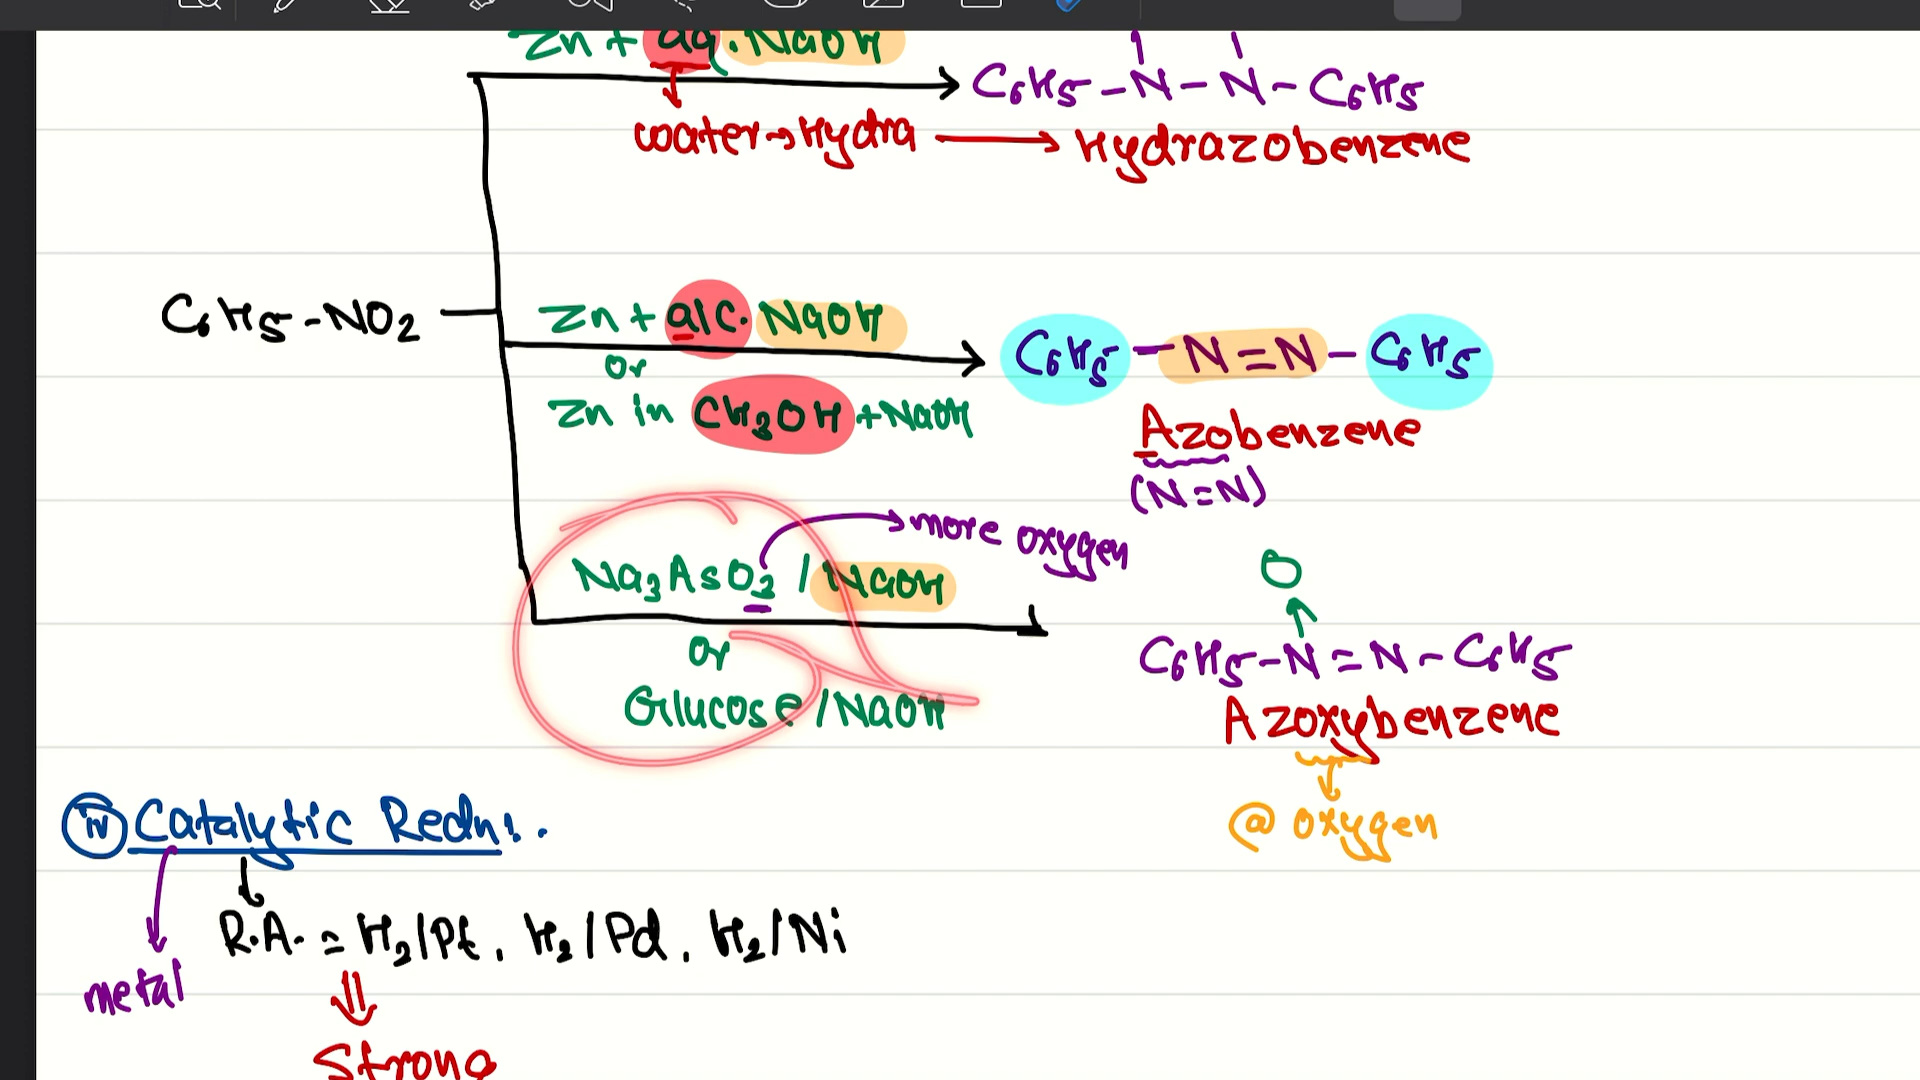 Zn + aq. NaOH
C6H5 - N - N - C6H5
water → Hydra → Hydrazobenzene
C6H5-NO2
Zn + alc. NaOH
or
Zn in CH3OH + NaOH
C6H5 - N = N - C6H5
Azobenzene
(N=N)
→ more oxygen
Na3AsO3 / NaOH
or
Glucose / NaOH
O
↑
C6H5-N=N-C6H5
Azoxybenzene
@ oxygen
(iv) Catalytic Redn:.
R.A. = H2/Pt, H2/Pd, H2/Ni
metal
Strong